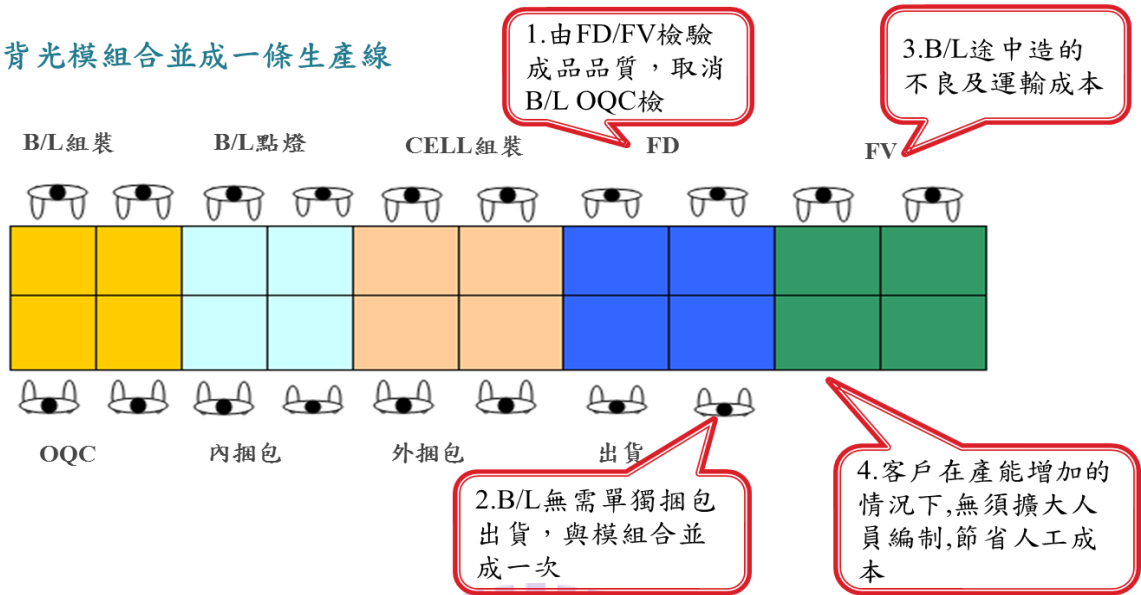 背光模組合並成一條生產線
1.由FD/FV檢驗
成品品質，取消
B/L OQC檢
3.B/L途中造的
不良及運輸成本
B/L組裝
B/L點燈
CELL組裝
FD
FV
OQC
內捆包
外捆包
出貨
2.B/L無需單獨捆包
出貨，與模組合並
成一次
4.客戶在產能增加的
情況下,無須擴大人
員編制,節省人工成
本